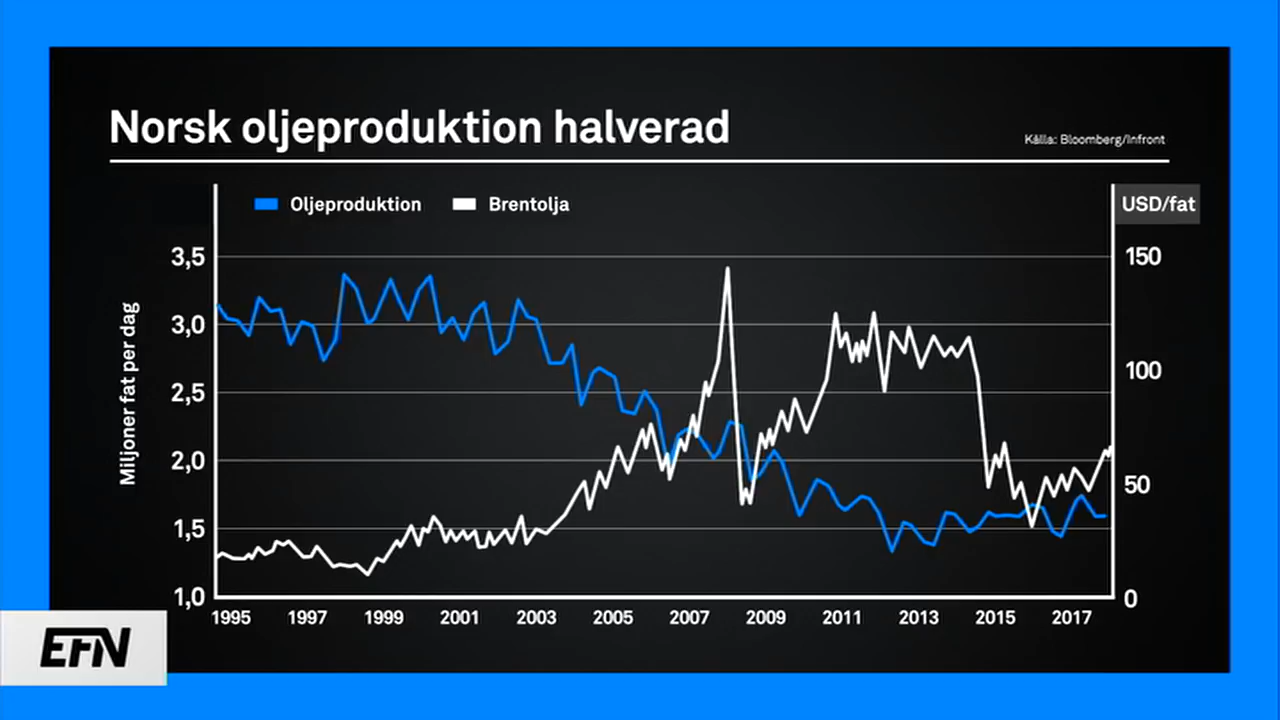 Norsk oljeproduktion halverad
Källa: Bloomberg/Infront
Oljeproduktion
Brentolja
USD/fat
Miljoner fat per dag
3,5
3,0
2,5
2,0
1,5
1,0
150
100
50
0
1995 1997 1999 2001 2003 2005 2007 2009 2011 2013 2015 2017
EFN